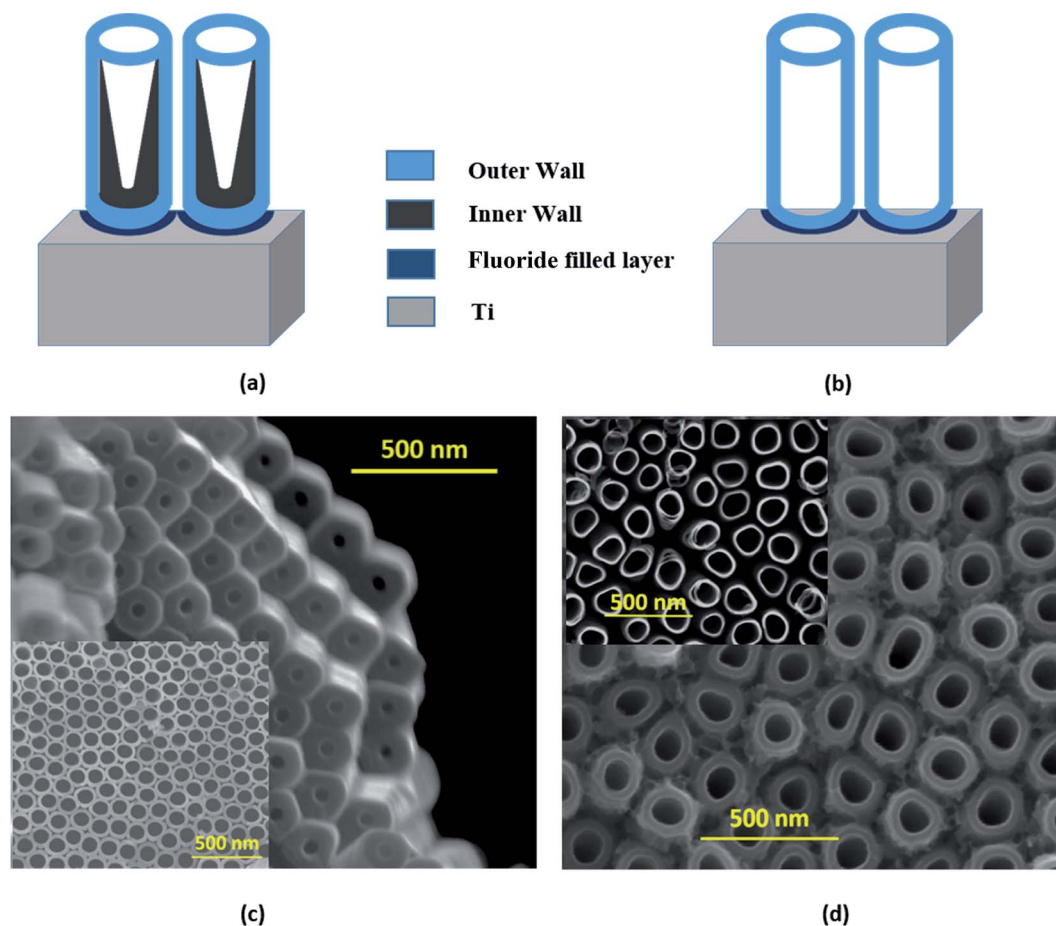 Outer Wall
Inner Wall
Fluoride filled layer
Ti
(a)
(b)
500 nm
500 nm
500 nm
500 nm
(c)
(d)